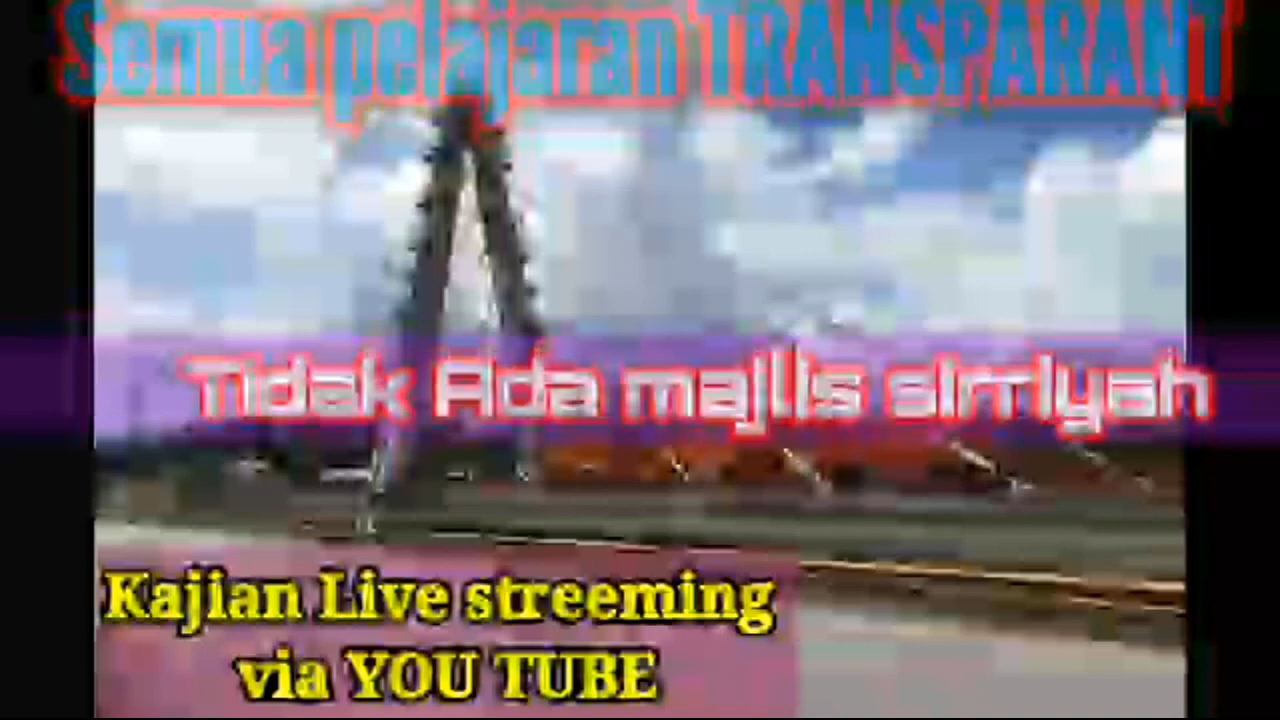 Semua pelajaran TRANSPARANT
Tidak Ada majlis sirriyah
Kajian Live streeming
via YOU TUBE